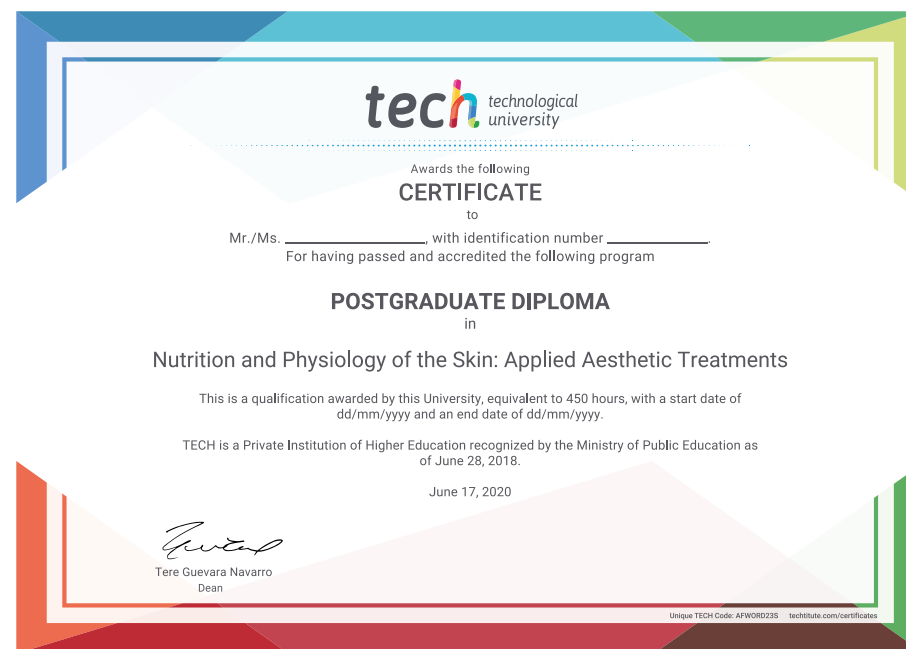 tech technological
university
Awards the following
CERTIFICATE
to
Mr./Ms. ____________________, with identification number ______________.
For having passed and accredited the following program
POSTGRADUATE DIPLOMA
in
Nutrition and Physiology of the Skin: Applied Aesthetic Treatments
This is a qualification awarded by this University, equivalent to 450 hours, with a start date of
dd/mm/yyyy and an end date of dd/mm/yyyy.
TECH is a Private Institution of Higher Education recognized by the Ministry of Public Education as
of June 28, 2018.
June 17, 2020
Tere Guevara Navarro
Dean
Unique TECH Code: AFWORD23S techtitute.com/certificates